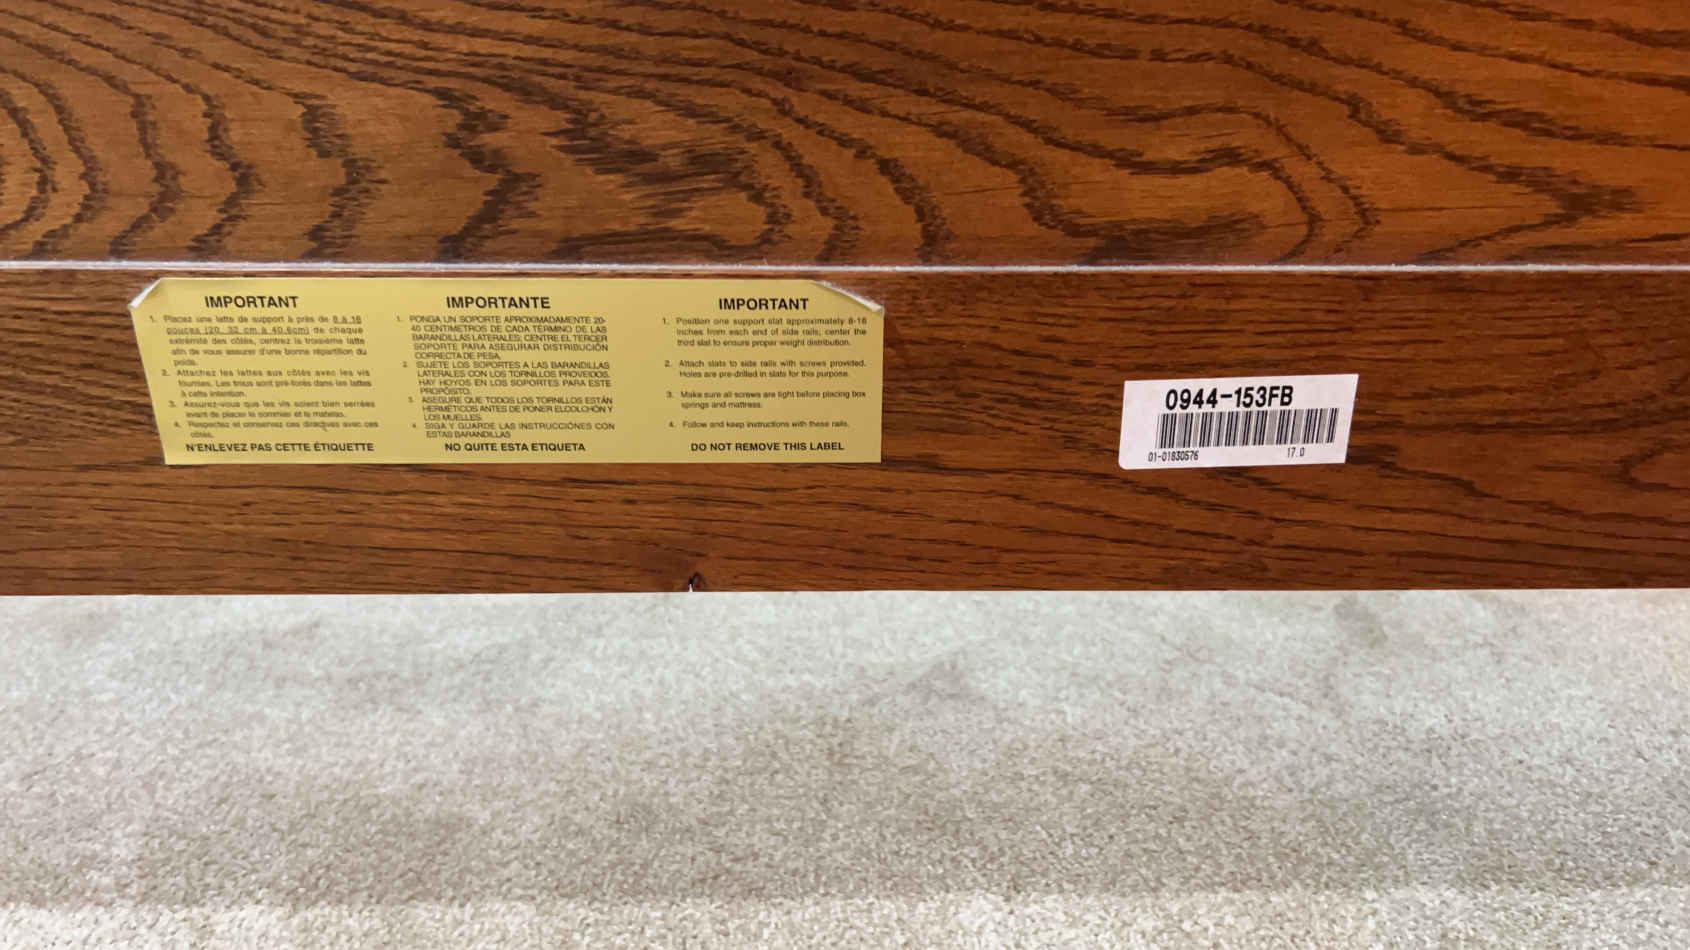 IMPORTANT
1. Placez une latte de support à près de 8 à 16
pouces (20. 32 cm à 40.6cm) de chaque
extrémité des côtés, centrez la troisième latte
afin de vous assurer d'une bonne répartition du
poids.
2. Attachez les lattes aux côtés avec les vis
fournies. Les trous sont pré-forés dans les lattes
à cette intention.
3. Assurez-vous que les vis soient bien serrées
avant de placer le sommier et le matelas.
4. Respectez et conservez ces directives avec ces
côtés.
N'ENLEVEZ PAS CETTE ÉTIQUETTE
IMPORTANTE
1. PONGA UN SOPORTE APROXIMADAMENTE 20-
40 CENTIMETROS DE CADA TÉRMINO DE LAS
BARANDILLAS LATERALES; CENTRE EL TERCER
SOPORTE PARA ASEGURAR DISTRIBUCIÓN
CORRECTA DE PESA.
2. SUJETE LOS SOPORTES A LAS BARANDILLAS
LATERALES CON LOS TORNILLOS PROVEIDOS.
HAY HOYOS EN LOS SOPORTES PARA ESTE
PROPÓSITO.
3. ASEGURE QUE TODOS LOS TORNILLOS ESTÁN
HERMÉTICOS ANTES DE PONER ELCOLCHÓN Y
LOS MUELLES.
4. SIGA Y GUARDE LAS INSTRUCCIÓNES CON
ESTAS BARANDILLAS
NO QUITE ESTA ETIQUETA
IMPORTANT
1. Position one support slat approximately 8-16
inches from each end of side rails; center the
third slat to ensure proper weight distribution.
2. Attach slats to side rails with screws provided.
Holes are pre-drilled in slats for this purpose.
3. Make sure all screws are tight before placing box
springs and mattress.
4. Follow and keep instructions with these rails.
DO NOT REMOVE THIS LABEL
0944-153FB
01-01830576
17.0